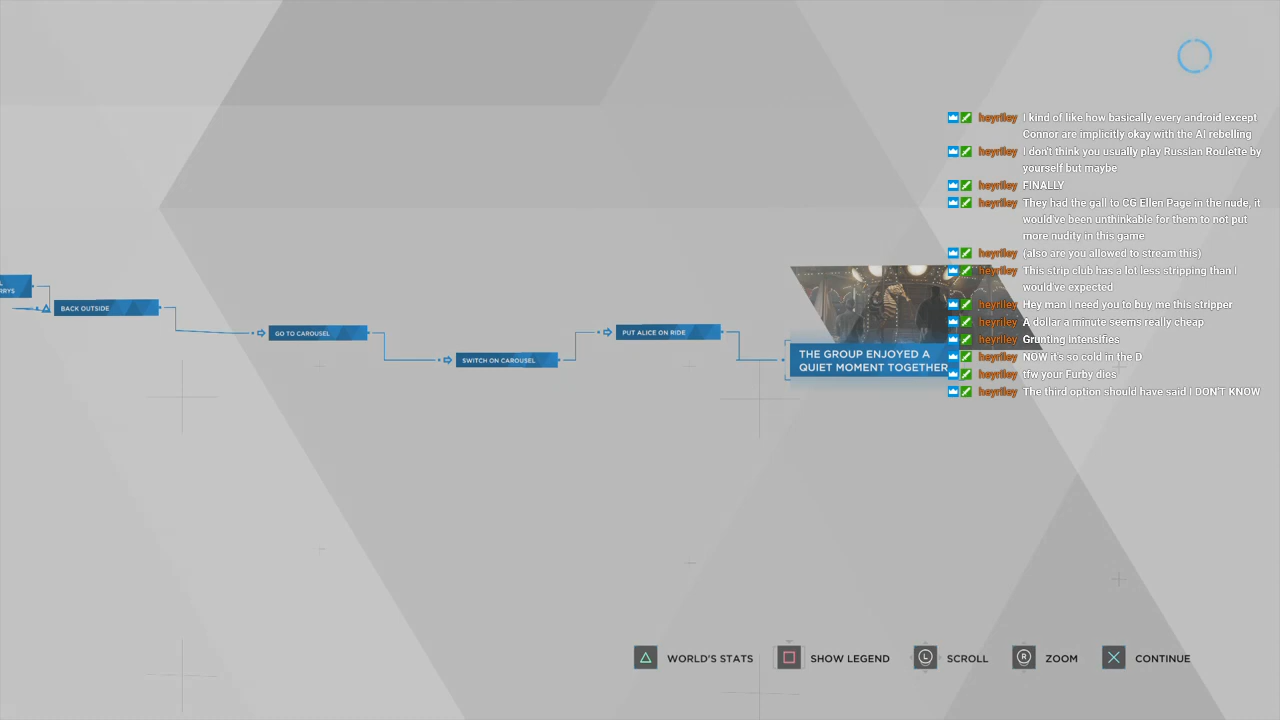 RRYS
BACK OUTSIDE
GO TO CAROUSEL
SWITCH ON CAROUSEL
PUT ALICE ON RIDE
THE GROUP ENJOYED A
QUIET MOMENT TOGETHER
heyriley I kind of like how basically every android except
Connor are implicitly okay with the AI rebelling
heyriley I don't think you usually play Russian Roulette by
yourself but maybe
heyriley FINALLY
heyriley They had the gall to CG Ellen Page in the nude, it
would've been unthinkable for them to not put
more nudity in this game
heyriley (also are you allowed to stream this)
heyriley This strip club has a lot less stripping than I
would've expected
heyriley Hey man I need you to buy me this stripper
heyriley A dollar a minute seems really cheap
heyriley Grunting intensifies
heyriley NOW it's so cold in the D
heyriley tfw your Furby dies
heyriley The third option should have said I DON'T KNOW
WORLD'S STATS
SHOW LEGEND
L SCROLL
R ZOOM
CONTINUE